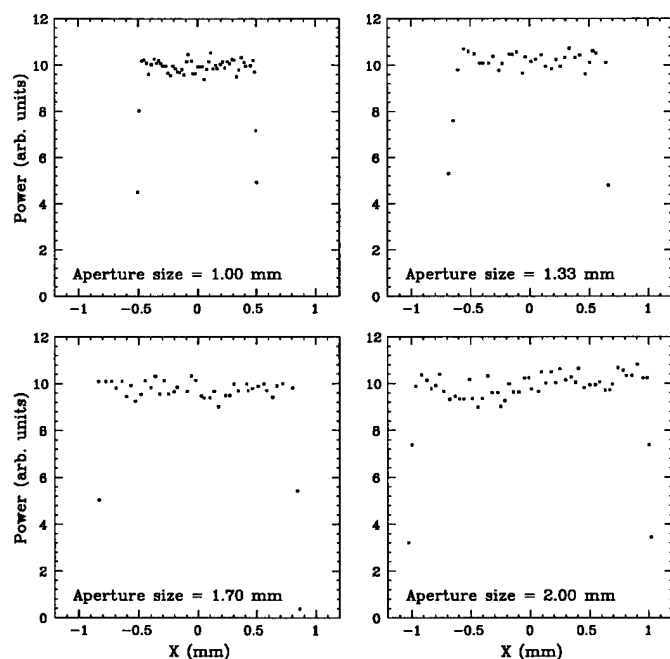 12
10
8
6
4
2
0
Power (arb. units)
Aperture size = 1.00 mm
−1 −0.5 0 0.5 1
12
10
8
6
4
2
0
Aperture size = 1.33 mm
−1 −0.5 0 0.5 1
12
10
8
6
4
2
0
Power (arb. units)
Aperture size = 1.70 mm
−1 −0.5 0 0.5 1
X (mm)
12
10
8
6
4
2
0
Aperture size = 2.00 mm
−1 −0.5 0 0.5 1
X (mm)